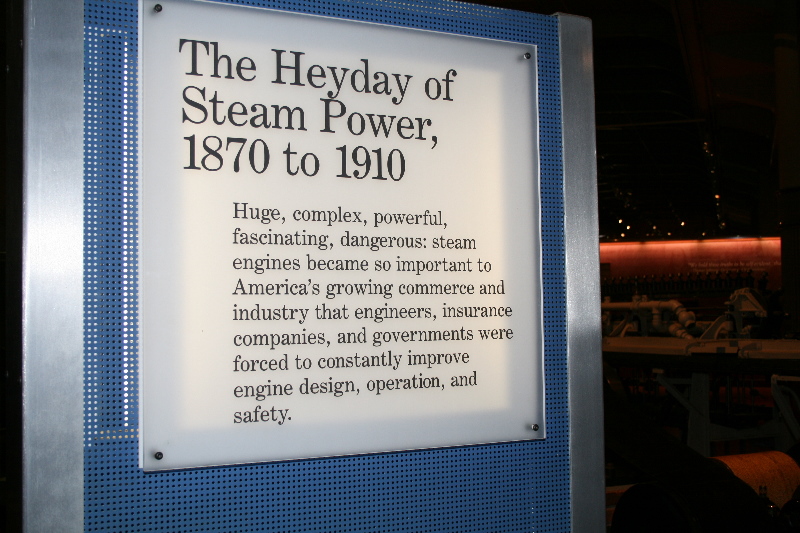 The Heyday of
Steam Power,
1870 to 1910
Huge, complex, powerful,
fascinating, dangerous: steam
engines became so important to
America's growing commerce and
industry that engineers, insurance
companies, and governments were
forced to constantly improve
engine design, operation, and
safety.